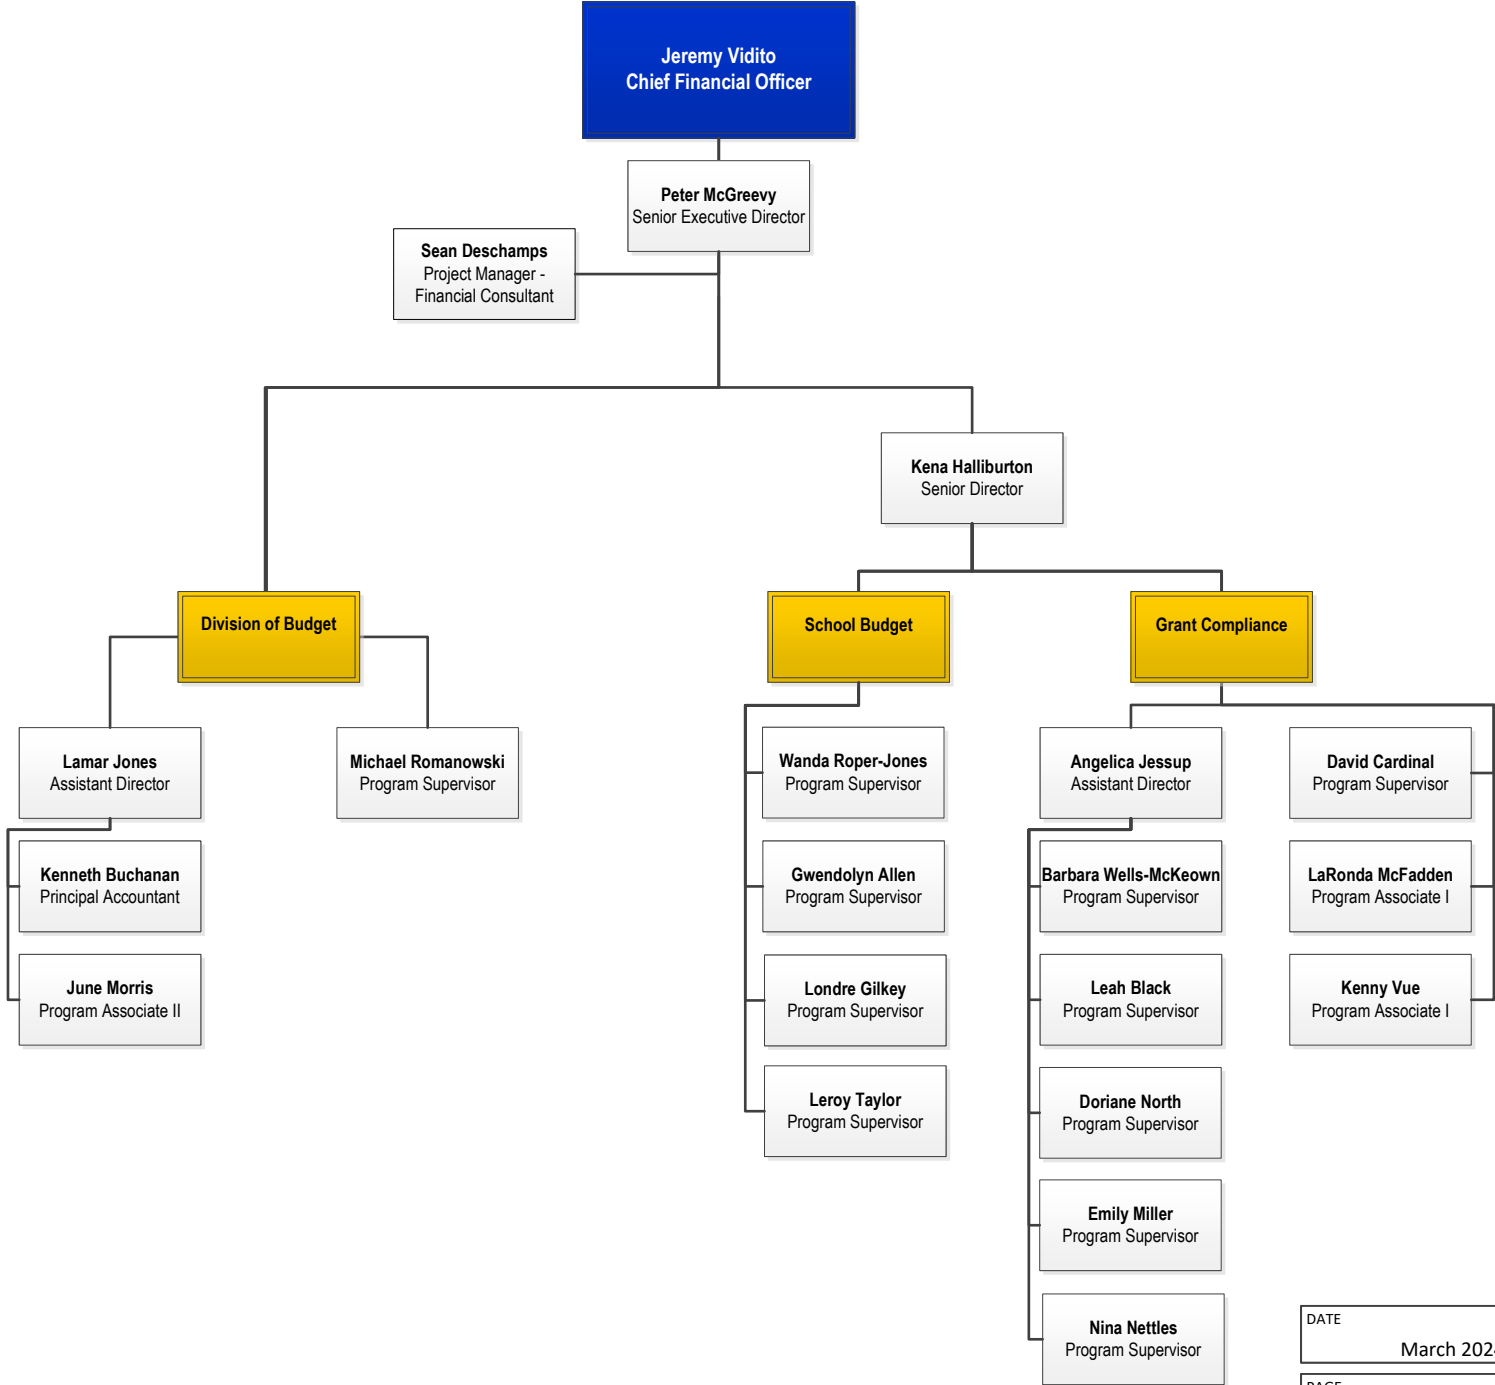 Jeremy Vidito
Chief Financial Officer
Peter McGreevy
Senior Executive Director
Sean Deschamps
Project Manager -
Financial Consultant
Kena Halliburton
Senior Director
Division of Budget
School Budget
Grant Compliance
Lamar Jones
Assistant Director
Michael Romanowski
Program Supervisor
Wanda Roper-Jones
Program Supervisor
Angelica Jessup
Assistant Director
David Cardinal
Program Supervisor
Kenneth Buchanan
Principal Accountant
Gwendolyn Allen
Program Supervisor
Barbara Wells-McKeown
Program Supervisor
LaRonda McFadden
Program Associate I
June Morris
Program Associate II
Londre Gilkey
Program Supervisor
Leah Black
Program Supervisor
Kenny Vue
Program Associate I
Leroy Taylor
Program Supervisor
Doriane North
Program Supervisor
Emily Miller
Program Supervisor
Nina Nettles
Program Supervisor
DATE
March